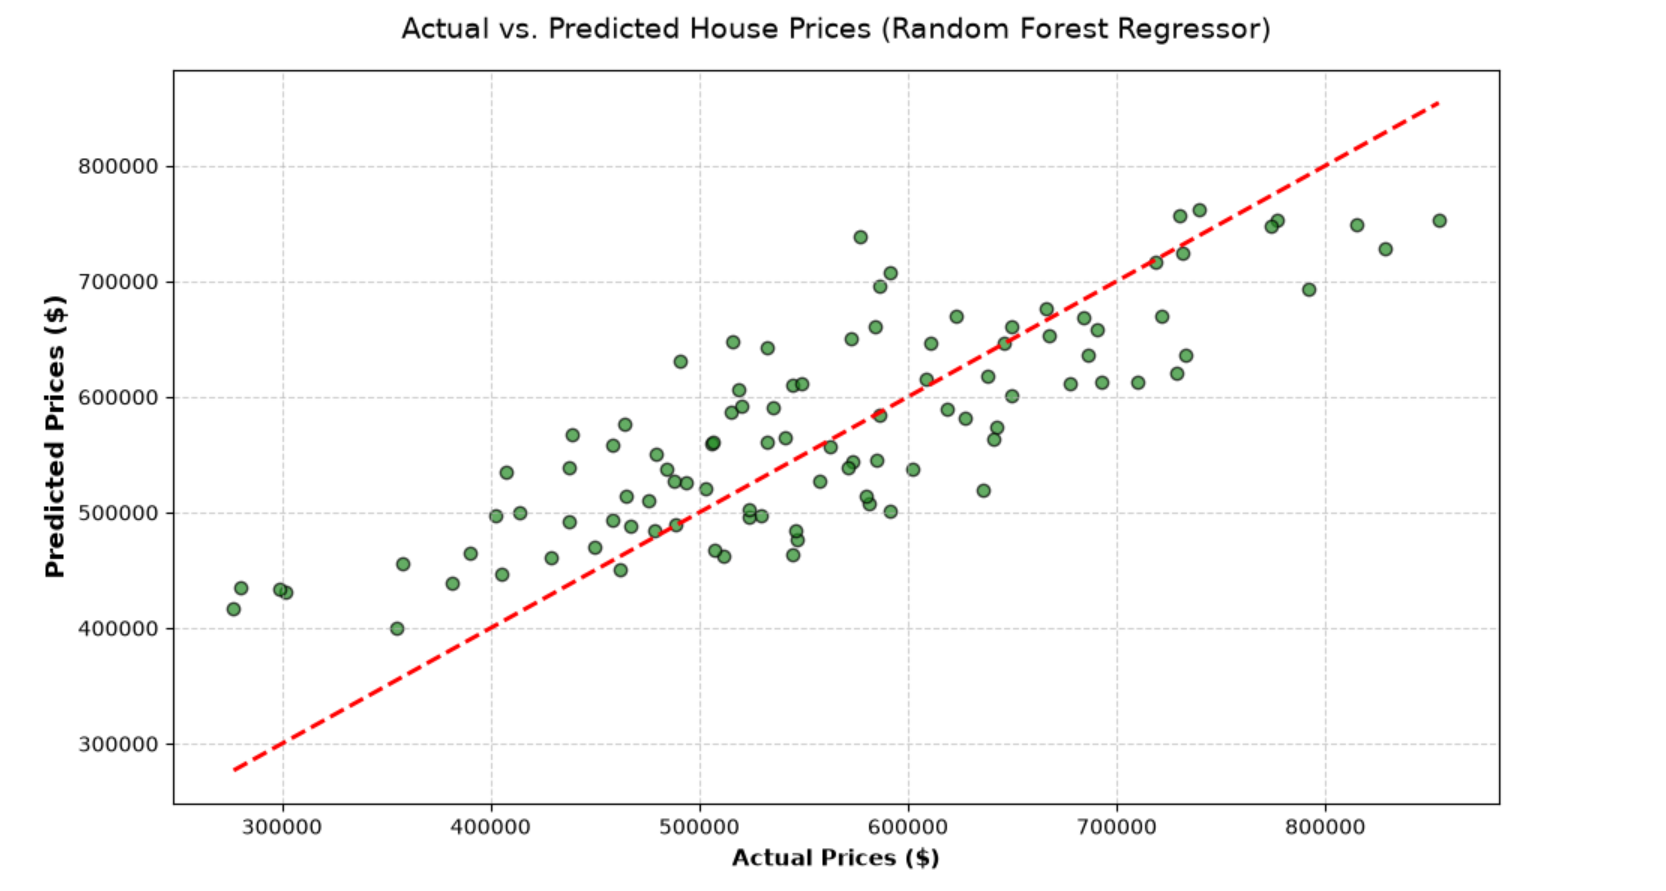 Actual vs. Predicted House Prices (Random Forest Regressor)
Predicted Prices ($)
800000
700000
600000
500000
400000
300000
300000 400000 500000 600000 700000 800000
Actual Prices ($)